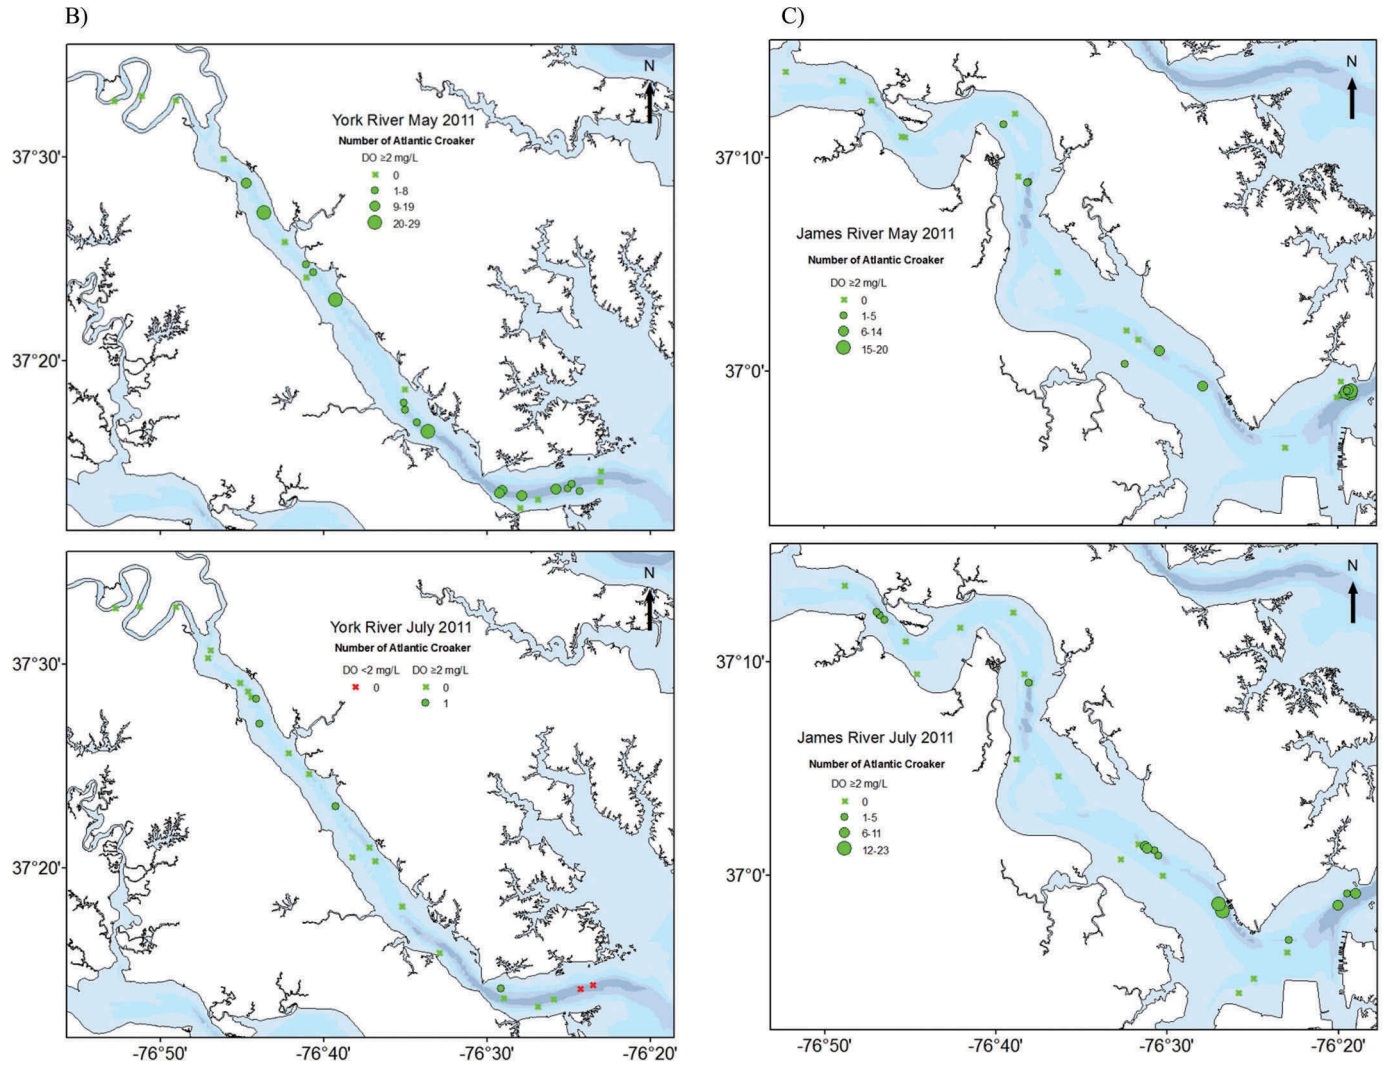 B)
N
York River May 2011
Number of Atlantic Croaker
DO ≥2 mg/L
0
1-8
9-19
20-29
37°30'
37°20'
C)
N
James River May 2011
Number of Atlantic Croaker
DO ≥2 mg/L
0
1-5
6-14
15-20
37°10'
37°0'
N
York River July 2011
Number of Atlantic Croaker
DO <2 mg/L DO ≥2 mg/L
0 0
1
37°30'
37°20'
-76°50' -76°40' -76°30' -76°20'
N
James River July 2011
Number of Atlantic Croaker
DO ≥2 mg/L
0
1-5
6-11
12-23
37°10'
37°0'
-76°50' -76°40' -76°30' -76°20'